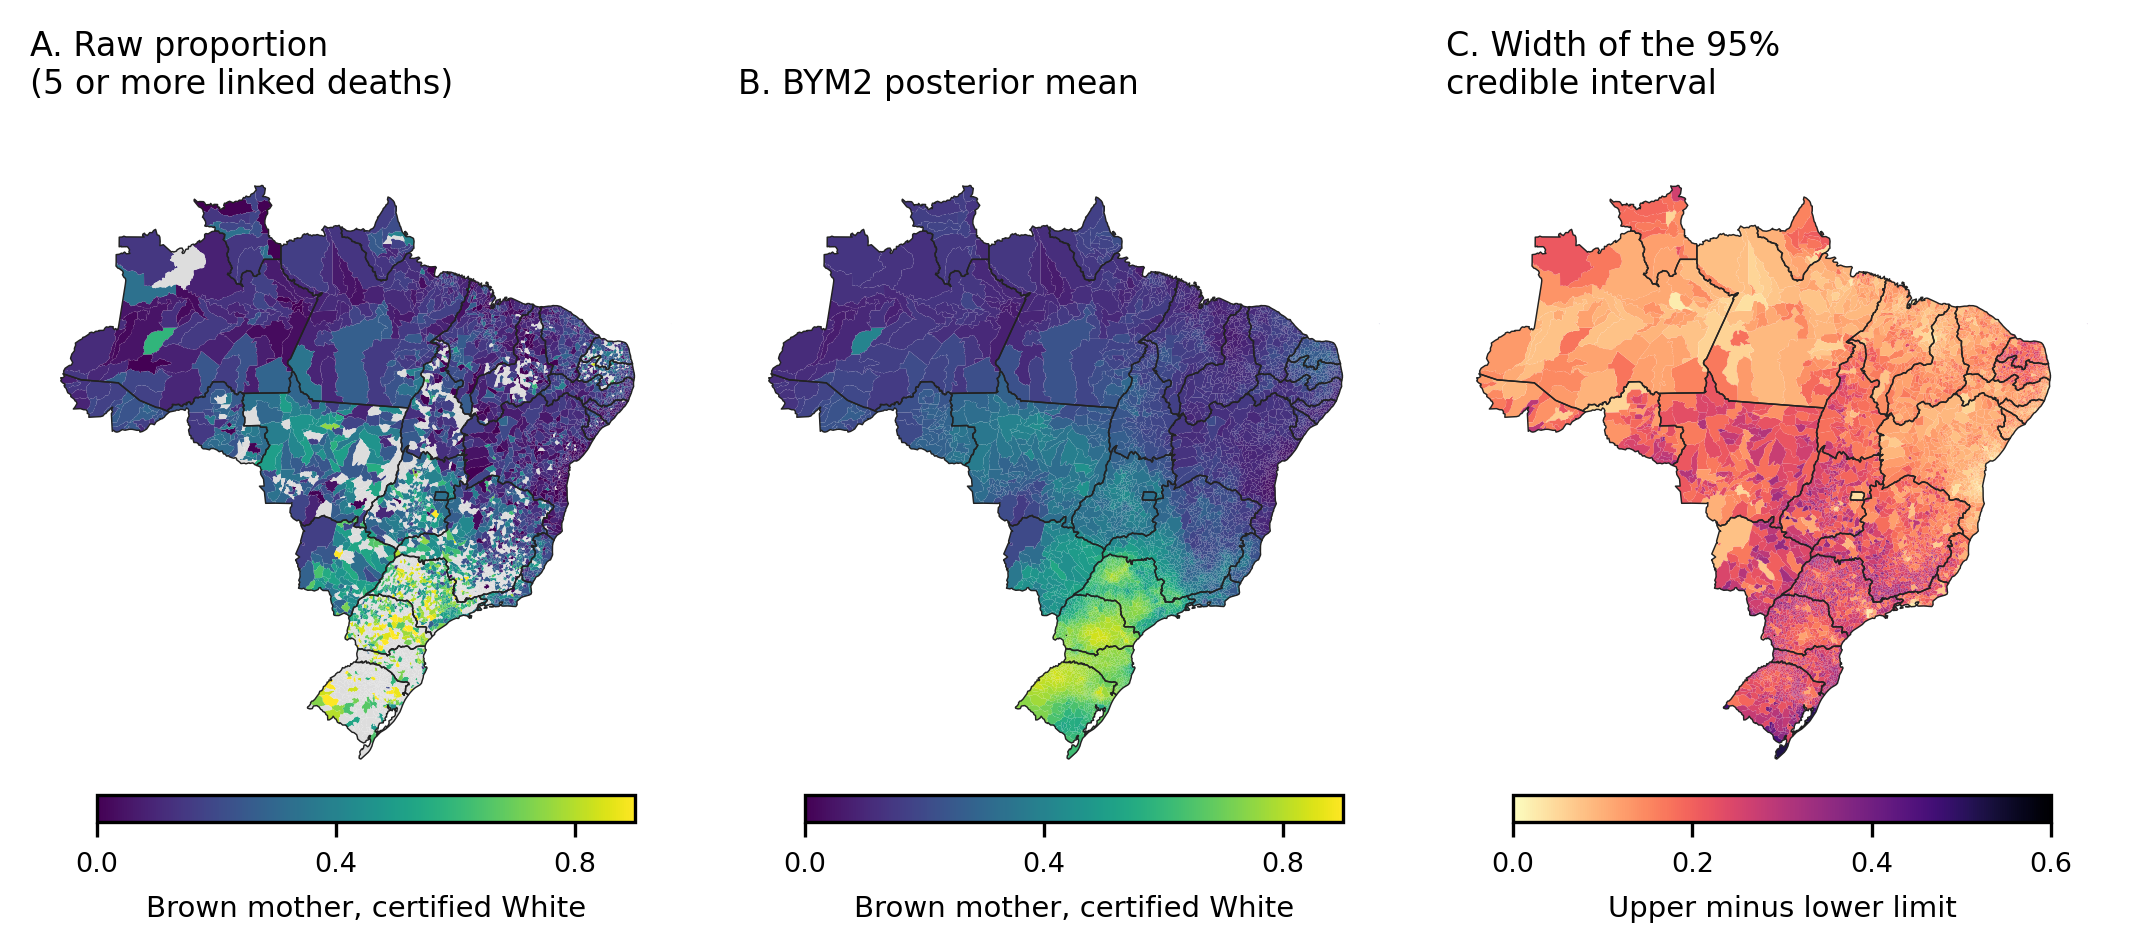 A. Raw proportion
(5 or more linked deaths)
B. BYM2 posterior mean
C. Width of the 95%
credible interval
0.0 0.4 0.8
Brown mother, certified White
0.0 0.4 0.8
Brown mother, certified White
0.0 0.2 0.4 0.6
Upper minus lower limit